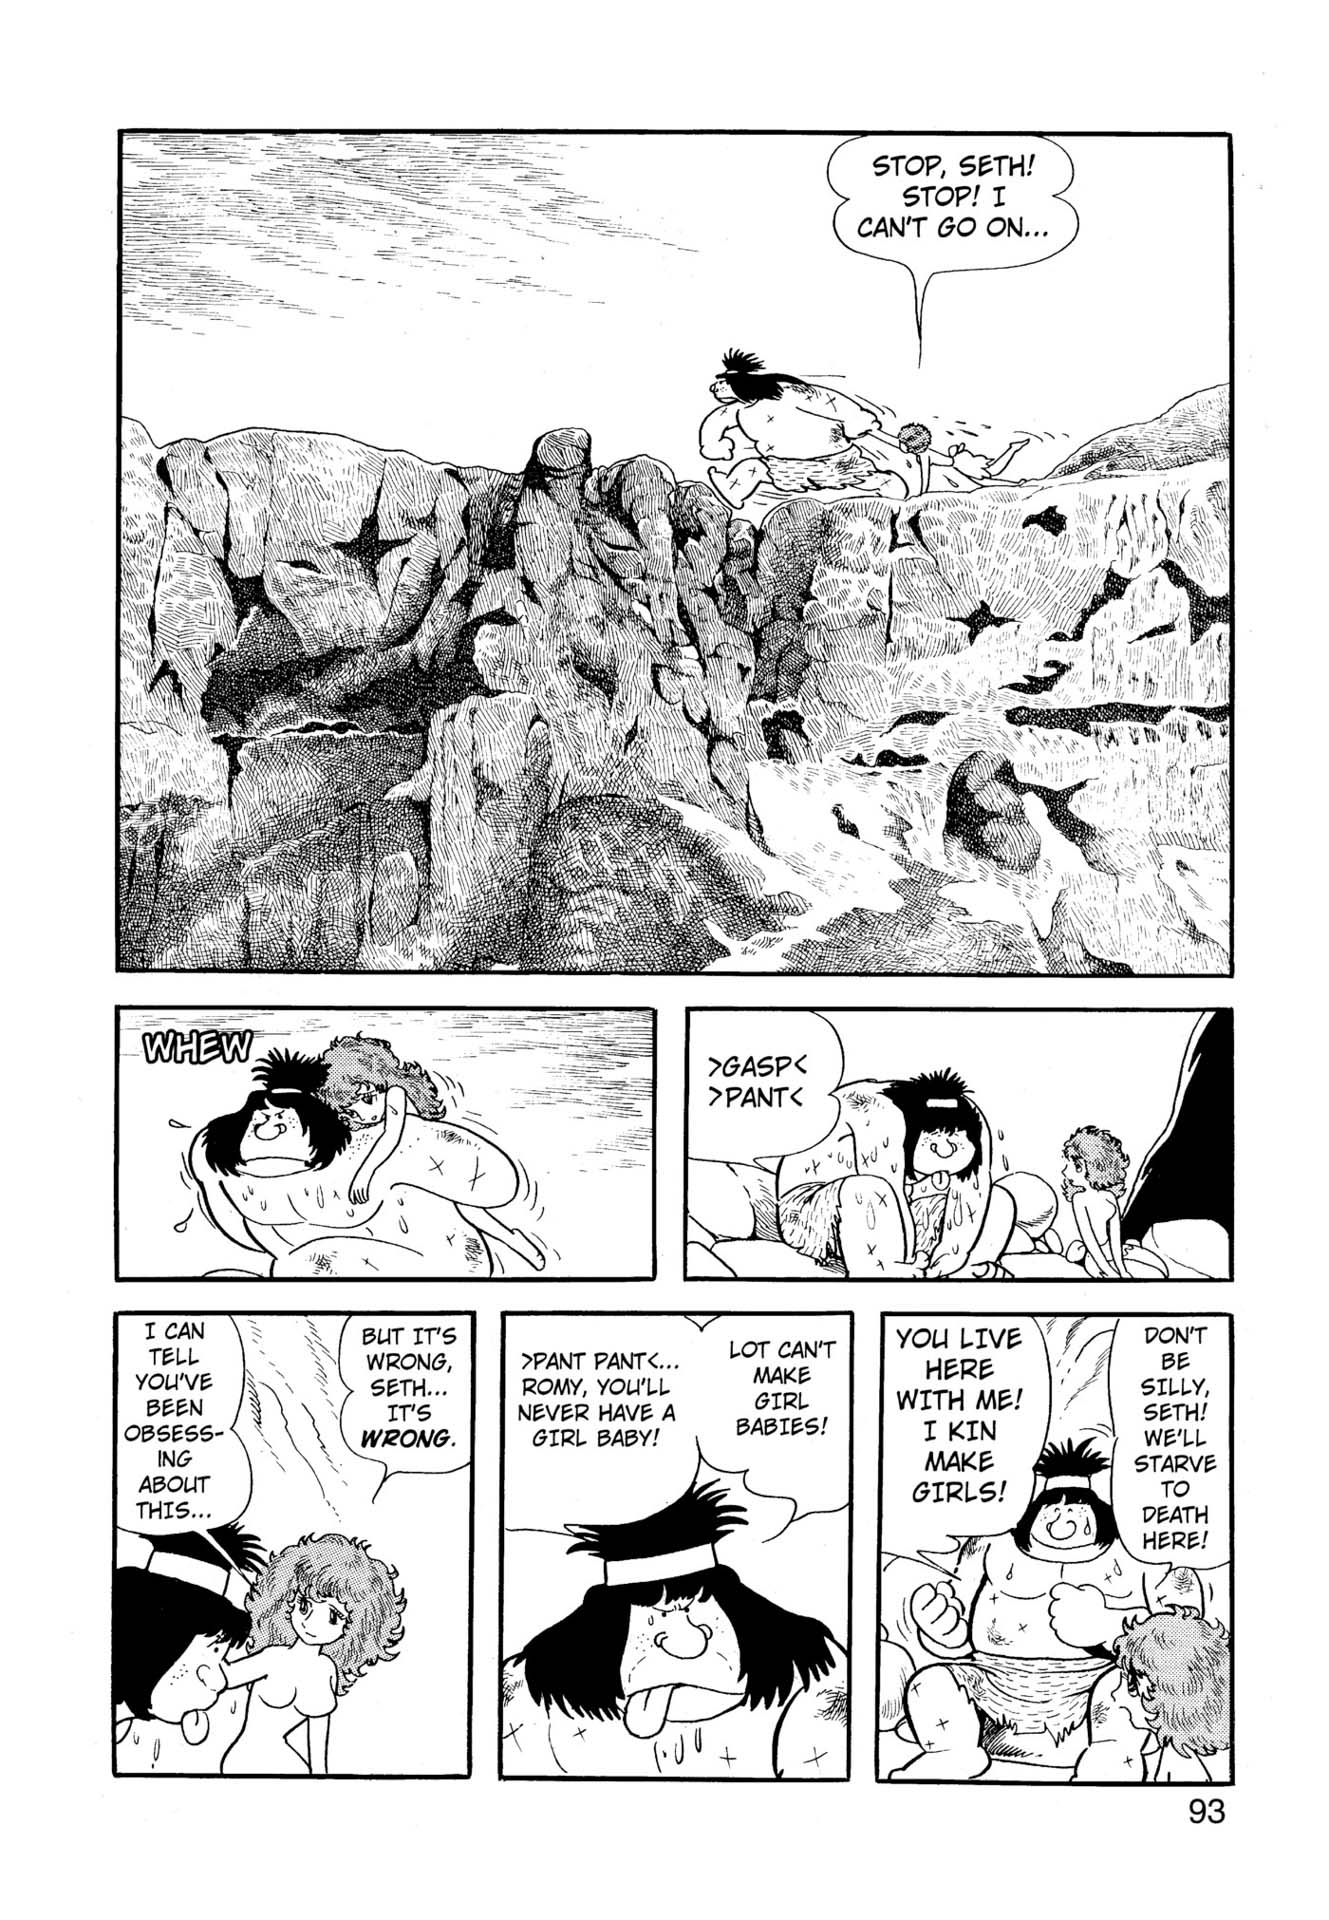 STOP, SETH!
STOP! I
CAN'T GO ON...
WHEW
>GASP<
>PANT<
I CAN
TELL
YOU'VE
BEEN
OBSESS-
ING
ABOUT
THIS...
BUT IT'S
WRONG,
SETH...
IT'S
WRONG.
>PANT PANT<...
ROMY, YOU'LL
NEVER HAVE A
GIRL BABY!
LOT CAN'T
MAKE
GIRL
BABIES!
YOU LIVE
HERE
WITH ME!
I KIN
MAKE
GIRLS!
DON'T
BE
SILLY,
SETH!
WE'LL
STARVE
TO
DEATH
HERE!
93